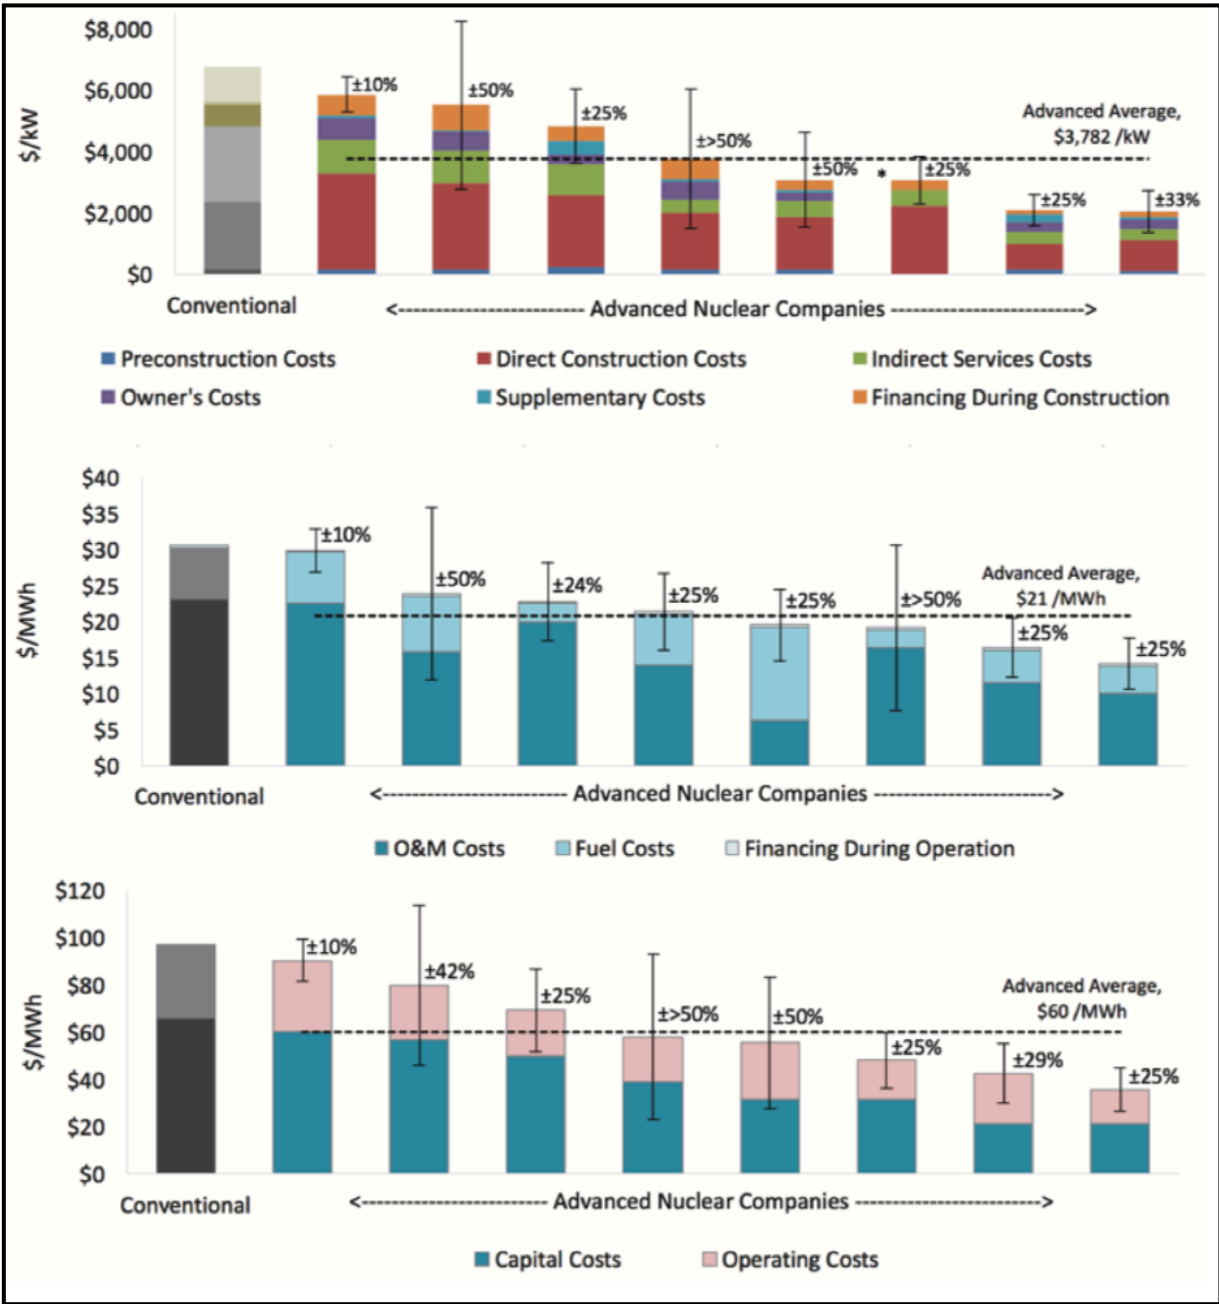 $8,000
$6,000
$4,000
$2,000
$0
$/kW
±10%
±50%
±25%
±>50%
±50%
*
±25%
±25%
±33%
Advanced Average,
$3,782 /kW
Conventional
<---------------------- Advanced Nuclear Companies ----------------------->
Preconstruction Costs
Direct Construction Costs
Indirect Services Costs
Owner's Costs
Supplementary Costs
Financing During Construction
$40
$35
$30
$25
$20
$15
$10
$5
$0
$/MWh
±10%
±50%
±24%
±25%
±25%
±>50%
±25%
±25%
Advanced Average,
$21 /MWh
Conventional
<---------------------- Advanced Nuclear Companies ---------------------->
O&M Costs
Fuel Costs
Financing During Operation
$120
$100
$80
$60
$40
$20
$0
$/MWh
±10%
±42%
±25%
±>50%
±50%
±25%
±29%
±25%
Advanced Average,
$60 /MWh
Conventional
<---------------------- Advanced Nuclear Companies ---------------------->
Capital Costs
Operating Costs